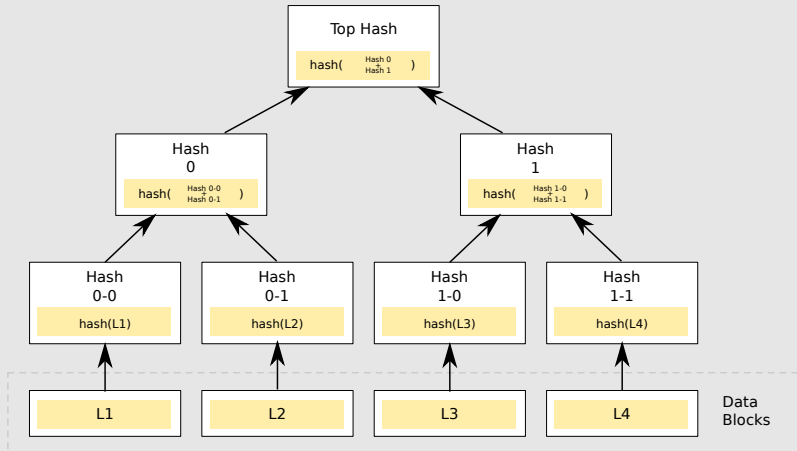 Top Hash
hash( Hash 0 + Hash 1 )
Hash
0
hash( Hash 0-0 + Hash 0-1 )
Hash
1
hash( Hash 1-0 + Hash 1-1 )
Hash
0-0
hash(L1)
Hash
0-1
hash(L2)
Hash
1-0
hash(L3)
Hash
1-1
hash(L4)
L1
L2
L3
L4
Data
Blocks